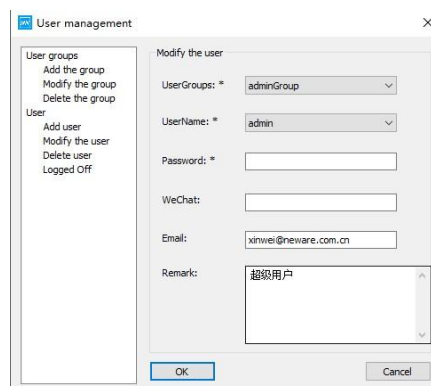 User management
User groups
Add the group
Modify the group
Delete the group
User
Add user
Modify the user
Delete user
Logged Off
Modify the user
UserGroups: *
adminGroup
UserName: *
admin
Password: *
WeChat:
Email:
xinwei@neware.com.cn
Remark:
超级用户
OK
Cancel